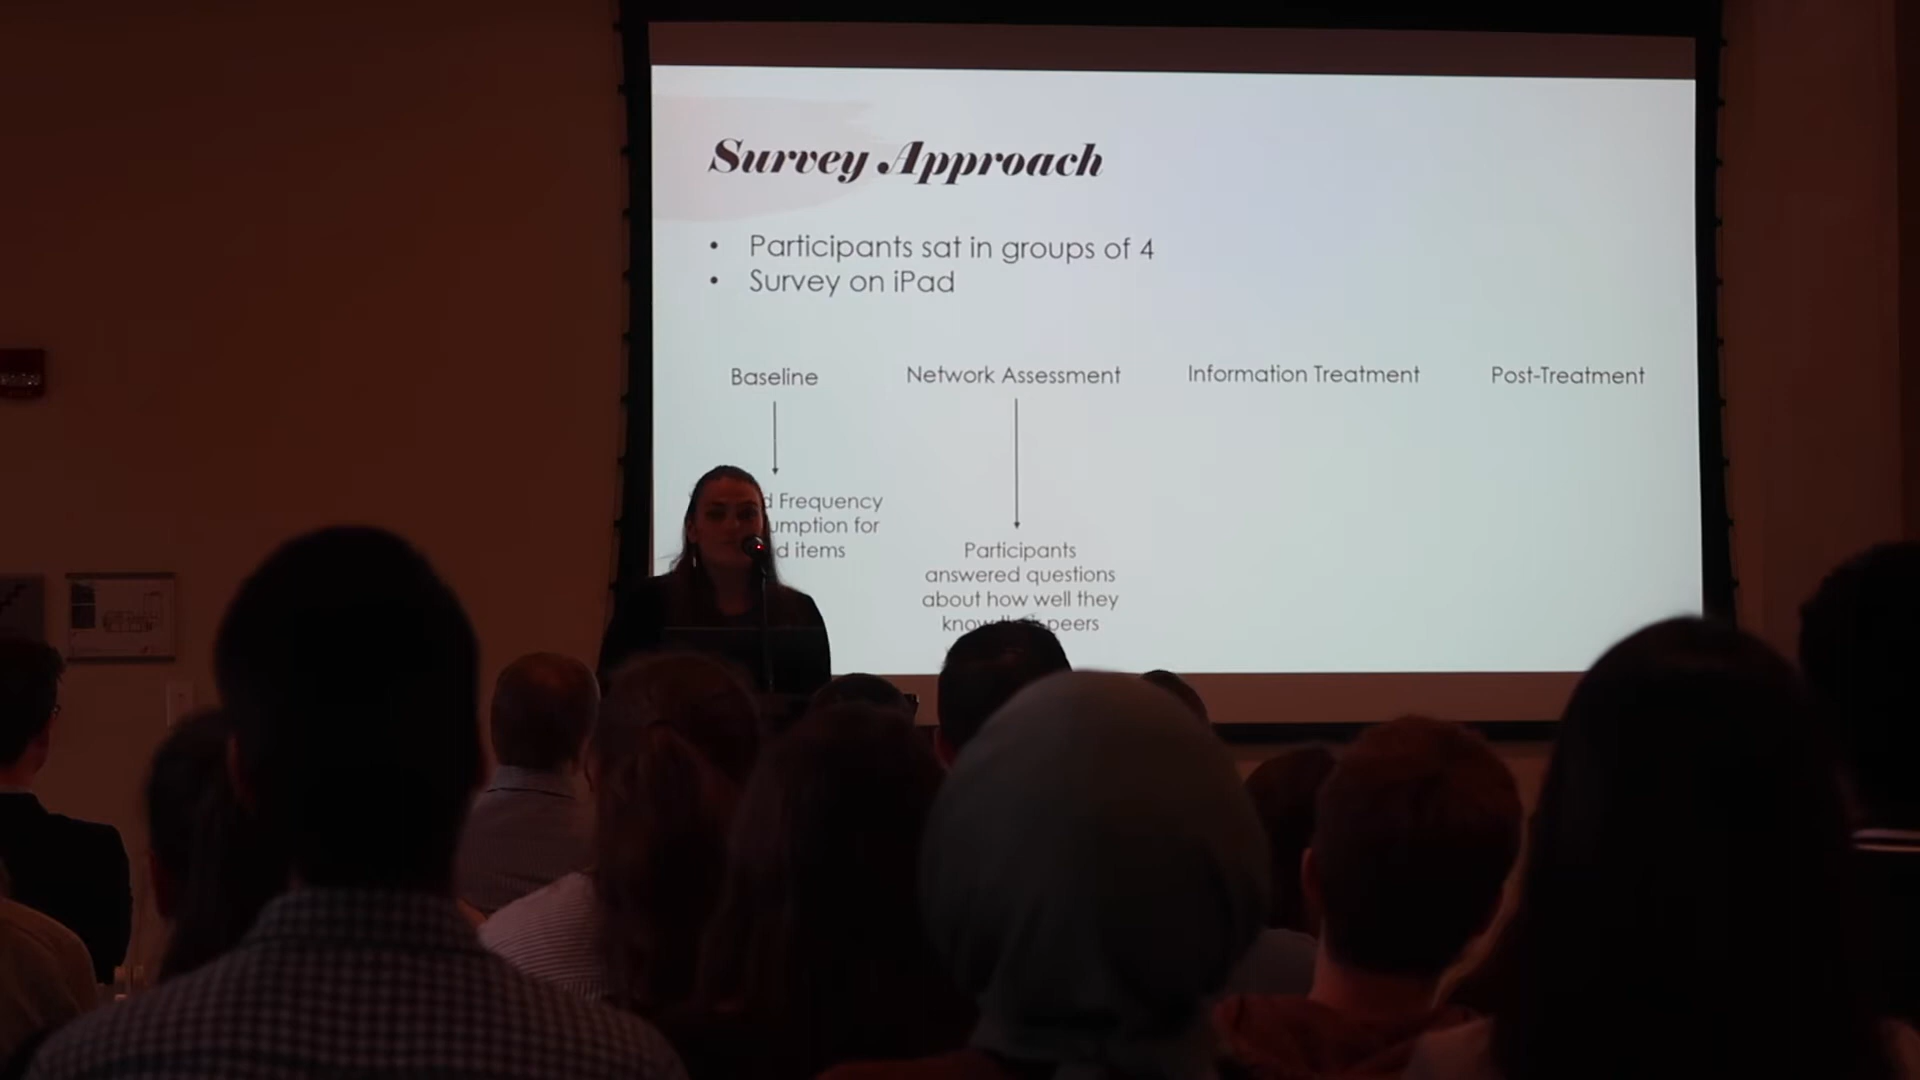 Survey Approach
• Participants sat in groups of 4
• Survey on iPad
Baseline
Network Assessment
Information Treatment
Post-Treatment
Frequency
for
items
Participants
answered questions
about how well they
peers